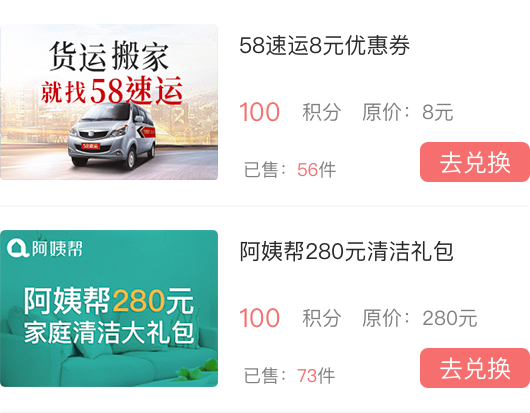 货运搬家
就找58速运
58速运
58速运8元优惠券
100 积分 原价：8元
已售：56件
去兑换
阿姨帮
阿姨帮280元
家庭清洁大礼包
阿姨帮280元清洁礼包
100 积分 原价：280元
已售：73件
去兑换